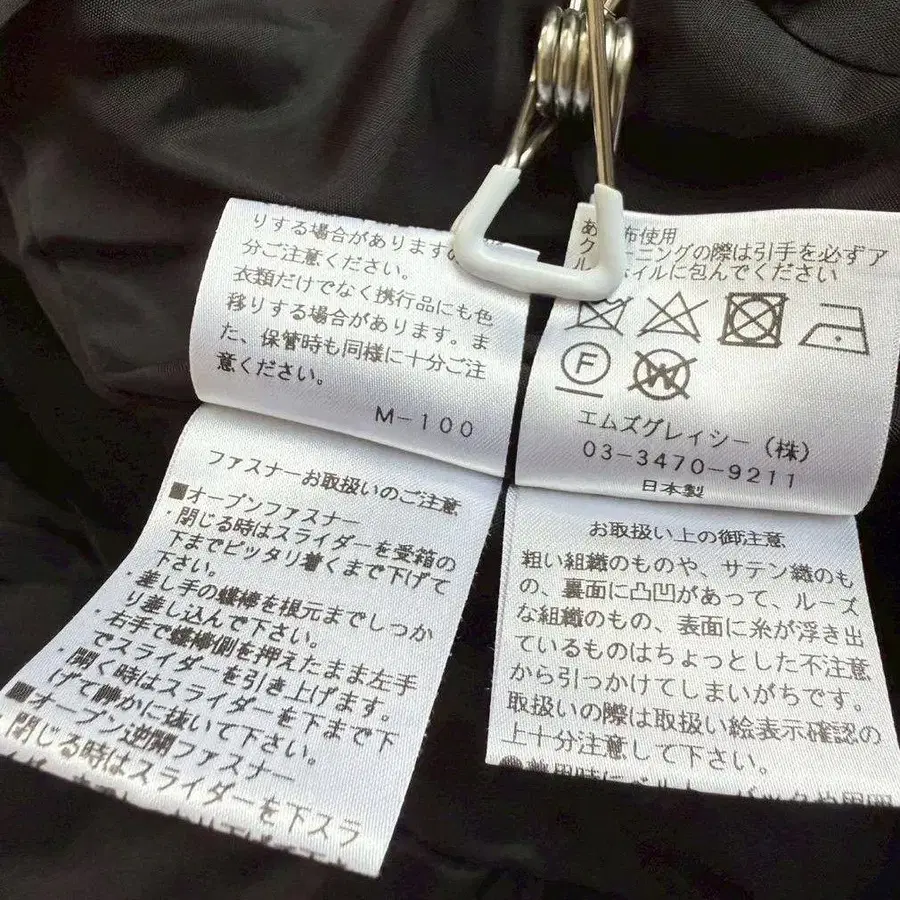 りする場合があります
分ご注意ください。
衣類だけでなく携行品にも色
移りする場合があります。ま
た、保管時も同様に十分ご注
意ください。
M-100
あ 布使用
クル ーニングの際は引手を必ずア
イルに包んでください
F
W
エムズグレイシー(株)
03-3470-9211
日本製
ファスナーお取扱いのご注意
■オープンファスナー
・閉じる時はスライダーを受箱の
下までピッタリ着くまで下げて
下さい。
・差し手の蝶棒を根元までしっか
り差し込んで下さい。
・右手で蝶棒側を押えたまま左手
でスライダーを引き上げます。
・開く時はスライダーを下まで下
げて静かに抜いて下さい。
■オープン逆開ファスナー
閉じる時はスライダーを下スラ
お取扱い上の御注意
粗い組織のものや、サテン織のも
の、裏面に凸凹があって、ルーズ
な組織のもの、表面に糸が浮き出
ているものはちょっとした不注意
から引っかけてしまいがちです。
取扱いの際は取扱い絵表示確認の
上十分注意して下さい。